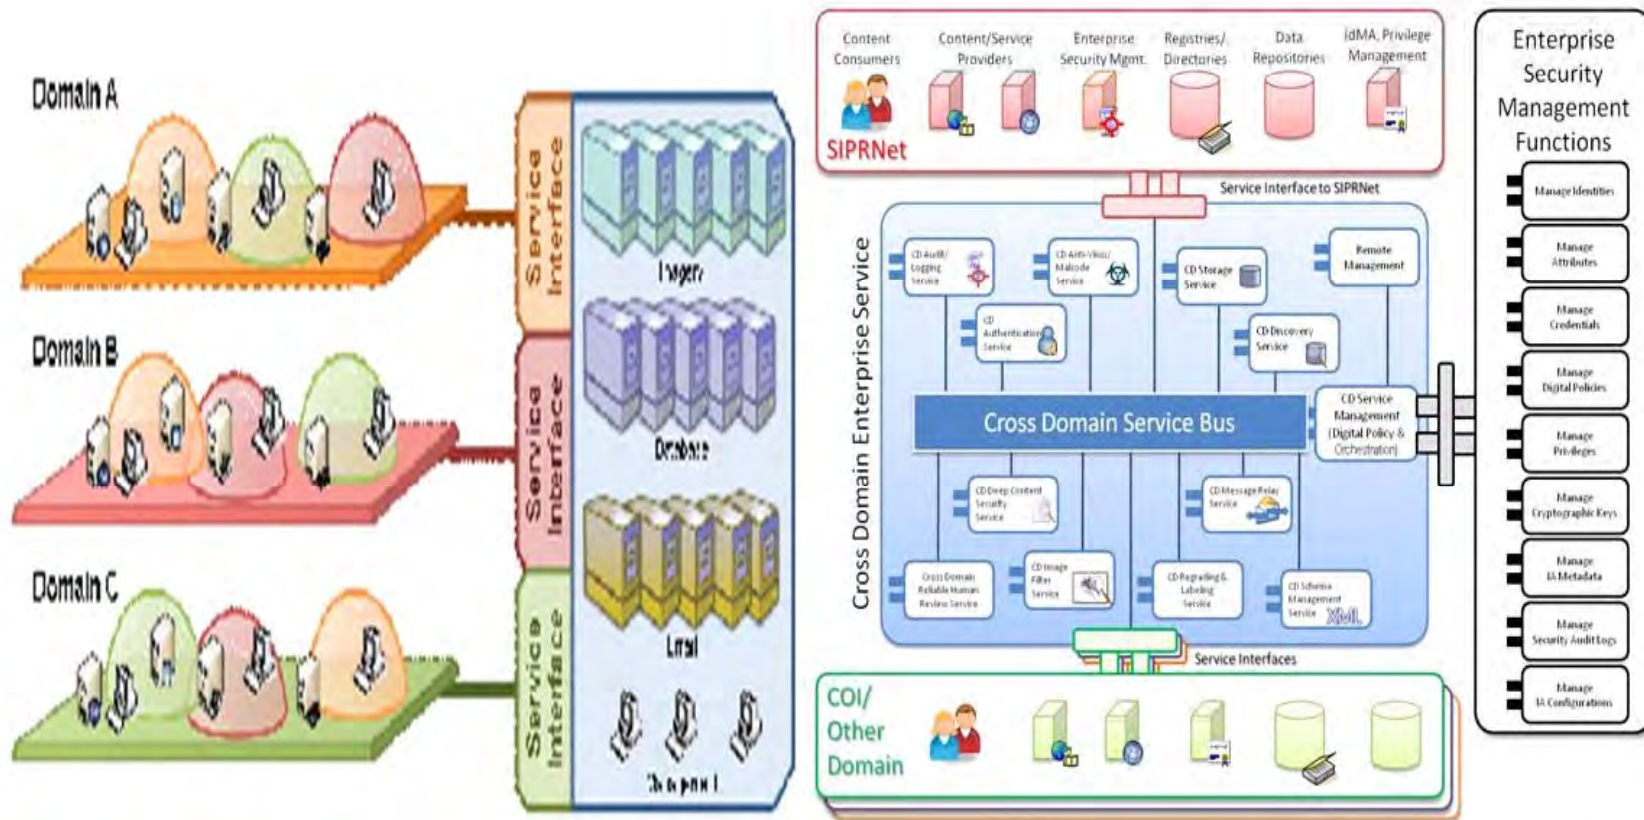 Domain A
Domain B
Domain C
Service
Interface
Service
Interface
Service
Interface
Imagery
Database
Email
Content
Consumers
Content/Service
Providers
Enterprise
Security Mgmt.
Registries/
Directories
Data
Repositories
IdMA, Privilege
Management
SIPRNet
Service Interface to SIPRNet
Cross Domain Enterprise Service
CD Audit/
Logging
Service
CD Anti-Virus/
Malcode
Service
CD Storage
Service
Remote
Management
CD
Authentication
Service
CD Discovery
Service
Cross Domain Service Bus
CD Service
Management
(Digital Policy &
Orchestration)
CD Deep Content
Security
Service
CD Message Relay
Service
Cross Domain
Reliable Human
Review Service
CD Image
Filter
Service
CD Regrading &
Labeling
Service
CD Schema
Management
Service
XML
Service Interfaces
COI/
Other
Domain
Enterprise
Security
Management
Functions
Manage Identities
Manage
Attributes
Manage
Credentials
Manage
Digital Policies
Manage
Privileges
Manage
Cryptographic Keys
Manage
IA Metadata
Manage
Security Audit Logs
Manage
IA Configurations